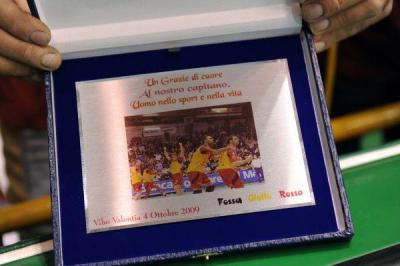 Un Grazie di cuore
Al nostro capitano.
Uomo nello sport e nella vita
Fossa Giallo Rossa
Vibo Valentia 4 Ottobre 2009